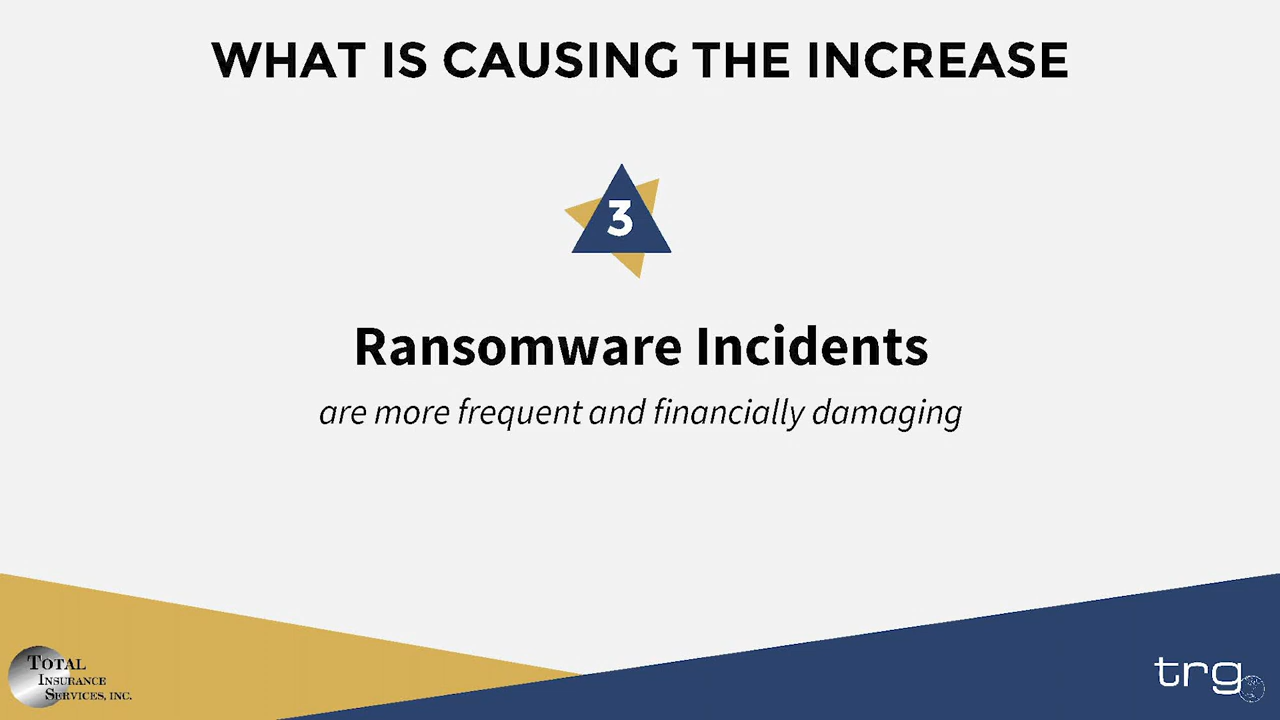 WHAT IS CAUSING THE INCREASE
3
Ransomware Incidents
are more frequent and financially damaging
TOTAL
INSURANCE
SERVICES, INC.
trg